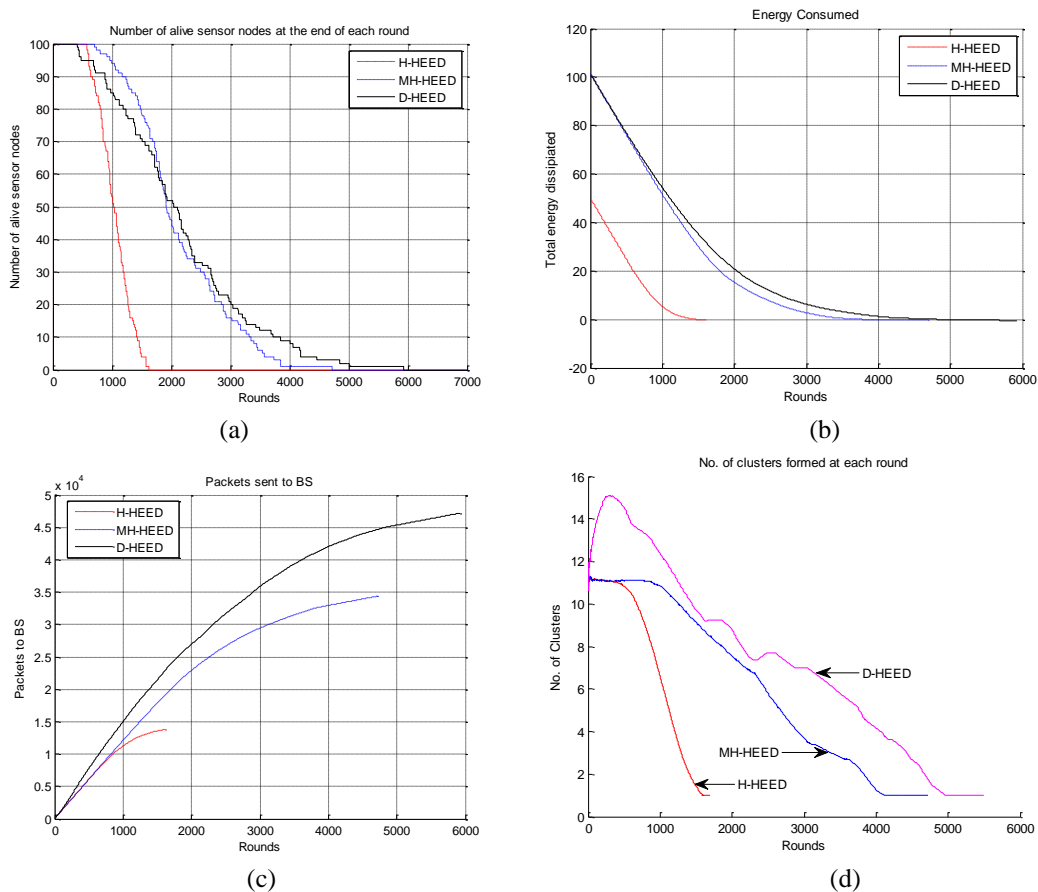 Number of alive sensor nodes at the end of each round
100
90
80
70
60
50
40
30
20
10
0
Number of alive sensor nodes
H-HEED
MH-HEED
D-HEED
0 1000 2000 3000 4000 5000 6000 7000
Rounds
(a)
Energy Consumed
120
100
80
60
40
20
0
-20
Total energy dissipiated
H-HEED
MH-HEED
D-HEED
0 1000 2000 3000 4000 5000 6000
Rounds
(b)
Packets sent to BS
x 10^4
5
4.5
4
3.5
3
2.5
2
1.5
1
0.5
0
Packets to BS
H-HEED
MH-HEED
D-HEED
0 1000 2000 3000 4000 5000 6000
Rounds
(c)
No. of clusters formed at each round
16
14
12
10
8
6
4
2
0
No. of Clusters
D-HEED
MH-HEED
H-HEED
0 1000 2000 3000 4000 5000 6000
Rounds
(d)